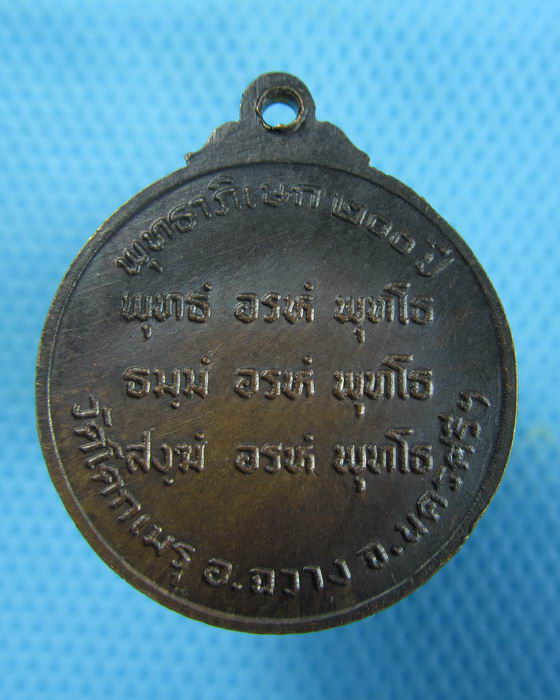 พุทธาภิเษก ๒๐๐ ปี
พุทธํ อรหํ พุทโธ
ธมฺมํ อรหํ พุทโธ
สงฺฆํ อรหํ พุทโธ
วัดโคกเมรุ อ.ฉวาง จ.นครศรีฯ